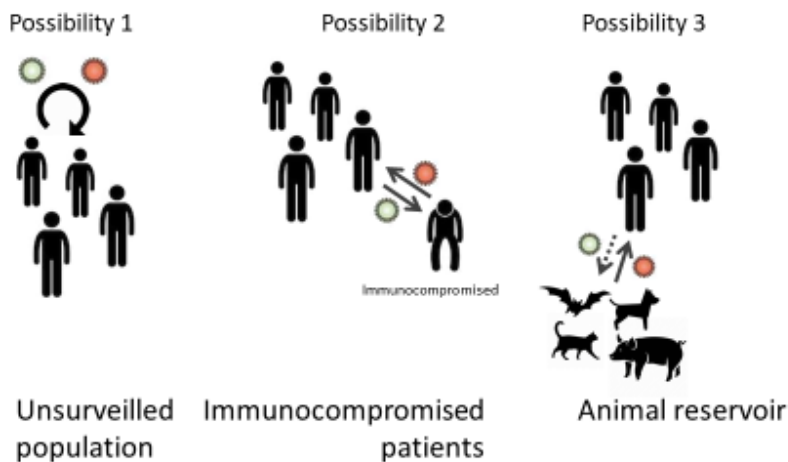 Possibility 1
Possibility 2
Possibility 3
Immunocompromised
Unsurveilled
population
Immunocompromised
patients
Animal reservoir